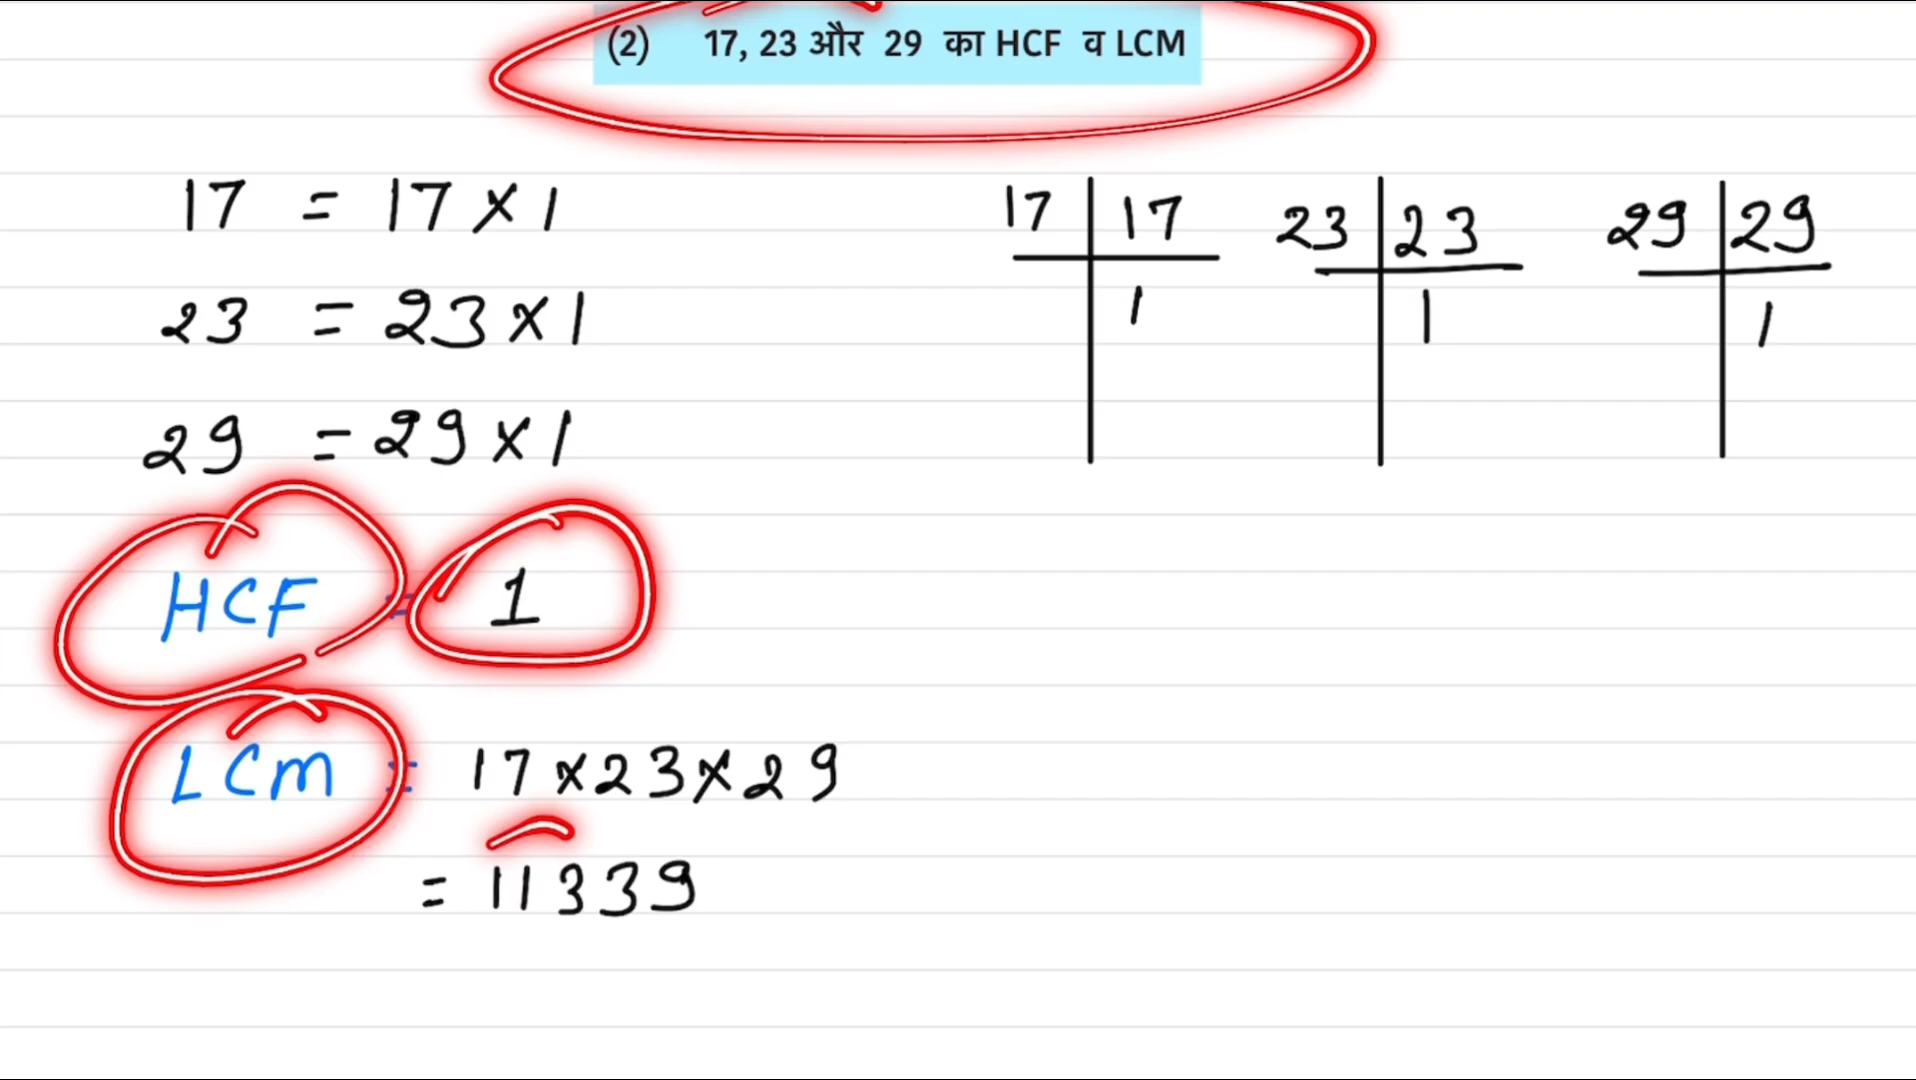 (2) 17, 23 और 29 का HCF व LCM
17 = 17 × 1
23 = 23 × 1
29 = 29 × 1
17 | 17
1
23 | 23
1
29 | 29
1
HCF = 1
LCM = 17 × 23 × 29
= 11339